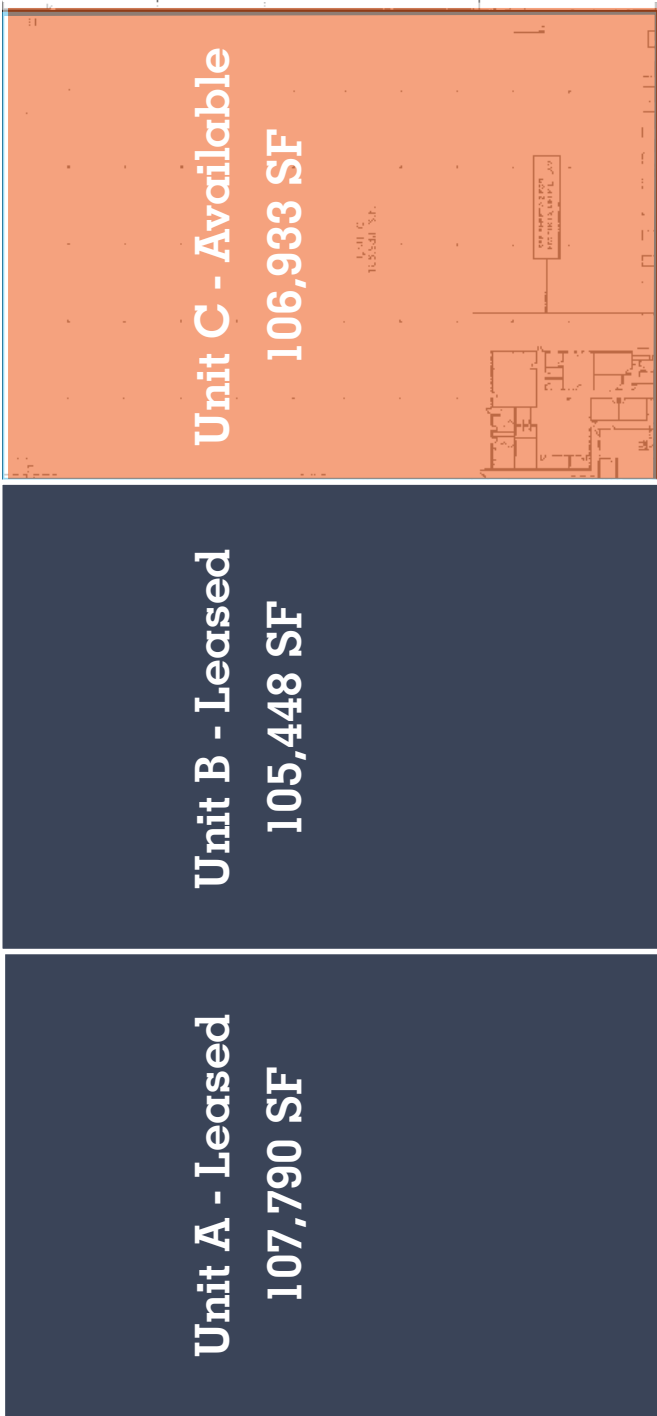 Unit A - Leased
107,790 SF
Unit B - Leased
105,448 SF
Unit C - Available
106,933 SF